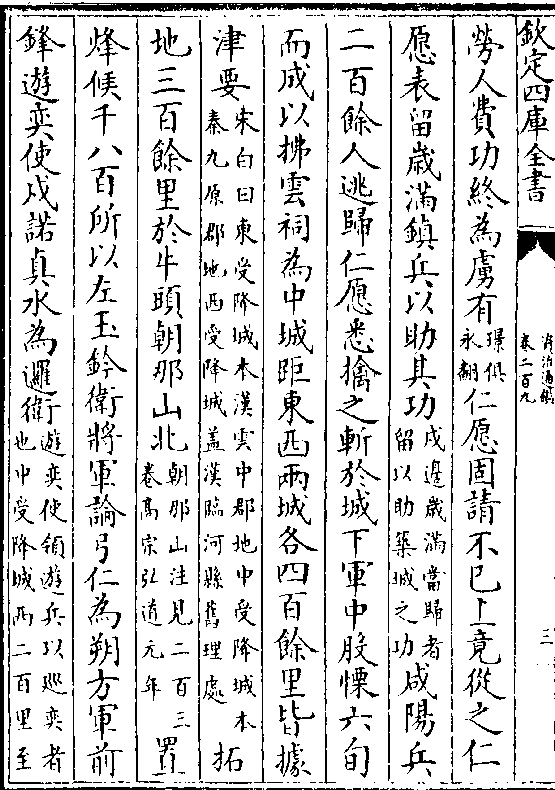 欽定四庫全書
資治通鑑
卷二百九
三
勞人費功終為虜有璟俱永翻仁愿固請不已上竟從之仁
愿表留歲滿鎮兵以助其功戍邊歲滿當歸者留以助築城之功咸陽兵
二百餘人逃歸仁愿悉擒之斬於城下軍中股慄六旬
而成以拂雲祠為中城距東西兩城各四百餘里皆據
津要宋白曰東受降城本漢雲中郡地中受降城本秦九原郡地西受降城蓋漢臨河縣舊理處拓
地三百餘里於牛頭朝那山北朝那山注見二百三卷高宗弘道元年置
烽候千八百所以左玉鈐衛將軍論弓仁為朔方軍前
鋒遊奕使戍諾真水為邏衛遊奕使領遊兵以巡奕者也中受降城西二百里至